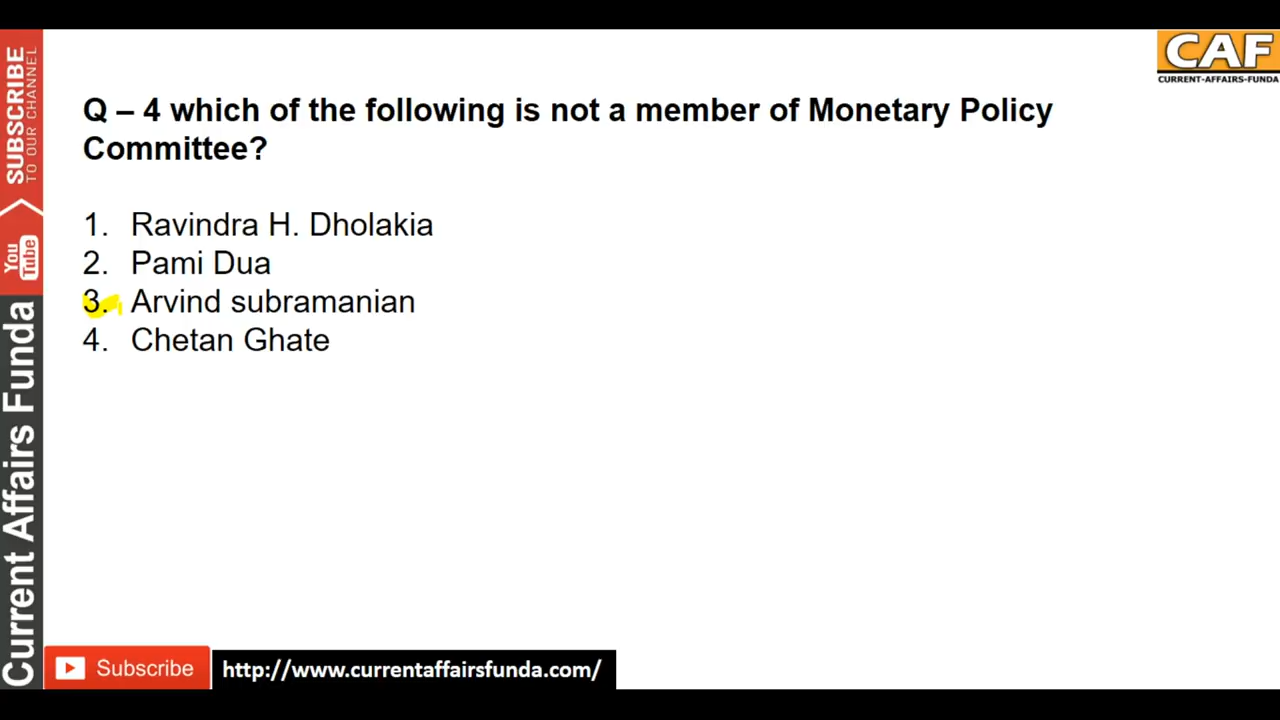 SUBSCRIBE
TO OUR CHANNEL
You
Tube
Current Affairs Funda
CAF
CURRENT-AFFAIRS-FUNDA
Q – 4 which of the following is not a member of Monetary Policy
Committee?
1. Ravindra H. Dholakia
2. Pami Dua
3. Arvind subramanian
4. Chetan Ghate
Subscribe
http://www.currentaffairsfunda.com/